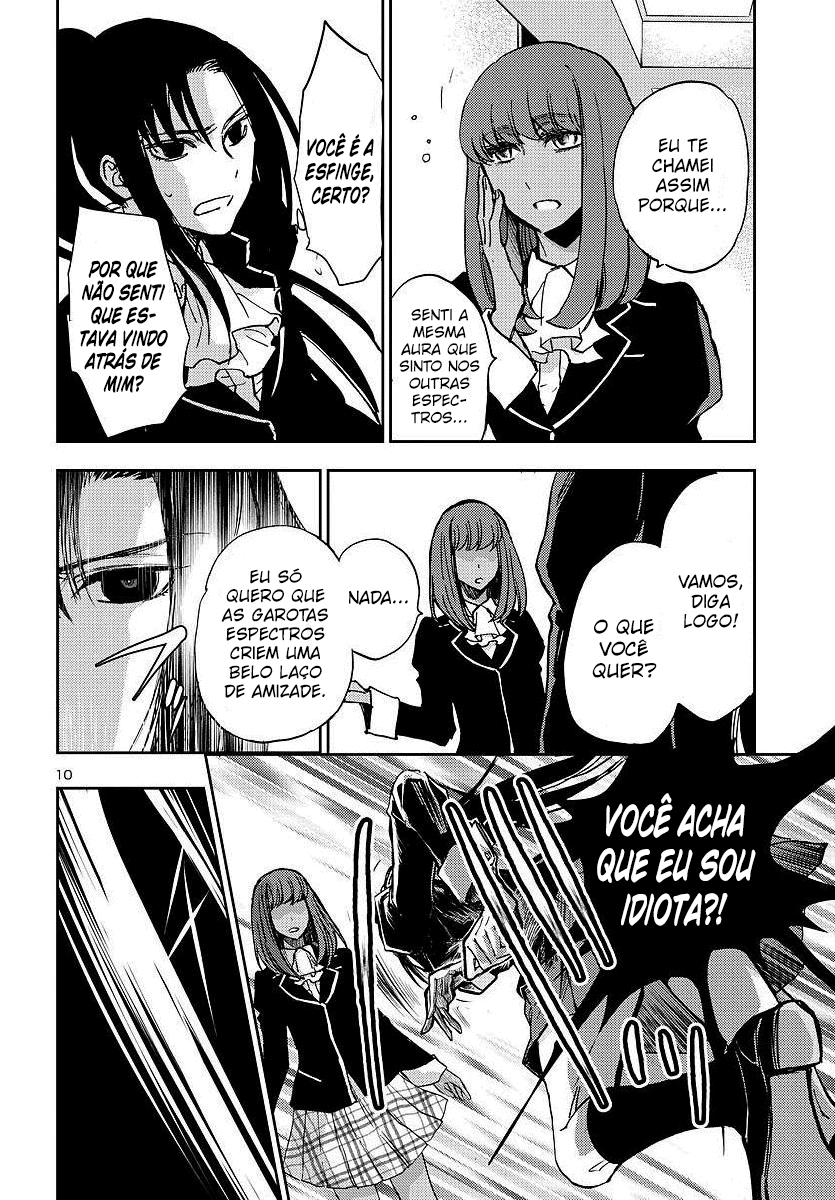 EU TE
CHAMEI
ASSIM
PORQUE...
SENTI A
MESMA
AURA QUE
SINTO NOS
OUTRAS
ESPEC-
TROS...
VOCÊ É A
ESFINGE,
CERTO?
POR QUE
NÃO SENTI
QUE ES-
TAVA VINDO
ATRÁS DE
MIM?
VAMOS,
DIGA
LOGO!
O QUE
VOCÊ
QUER?
NADA...
EU SÓ
QUERO QUE
AS GAROTAS
ESPECTROS
CRIEM UMA
BELO LAÇO
DE AMIZADE.
10
VOCÊ ACHA
QUE EU SOU
IDIOTA?!